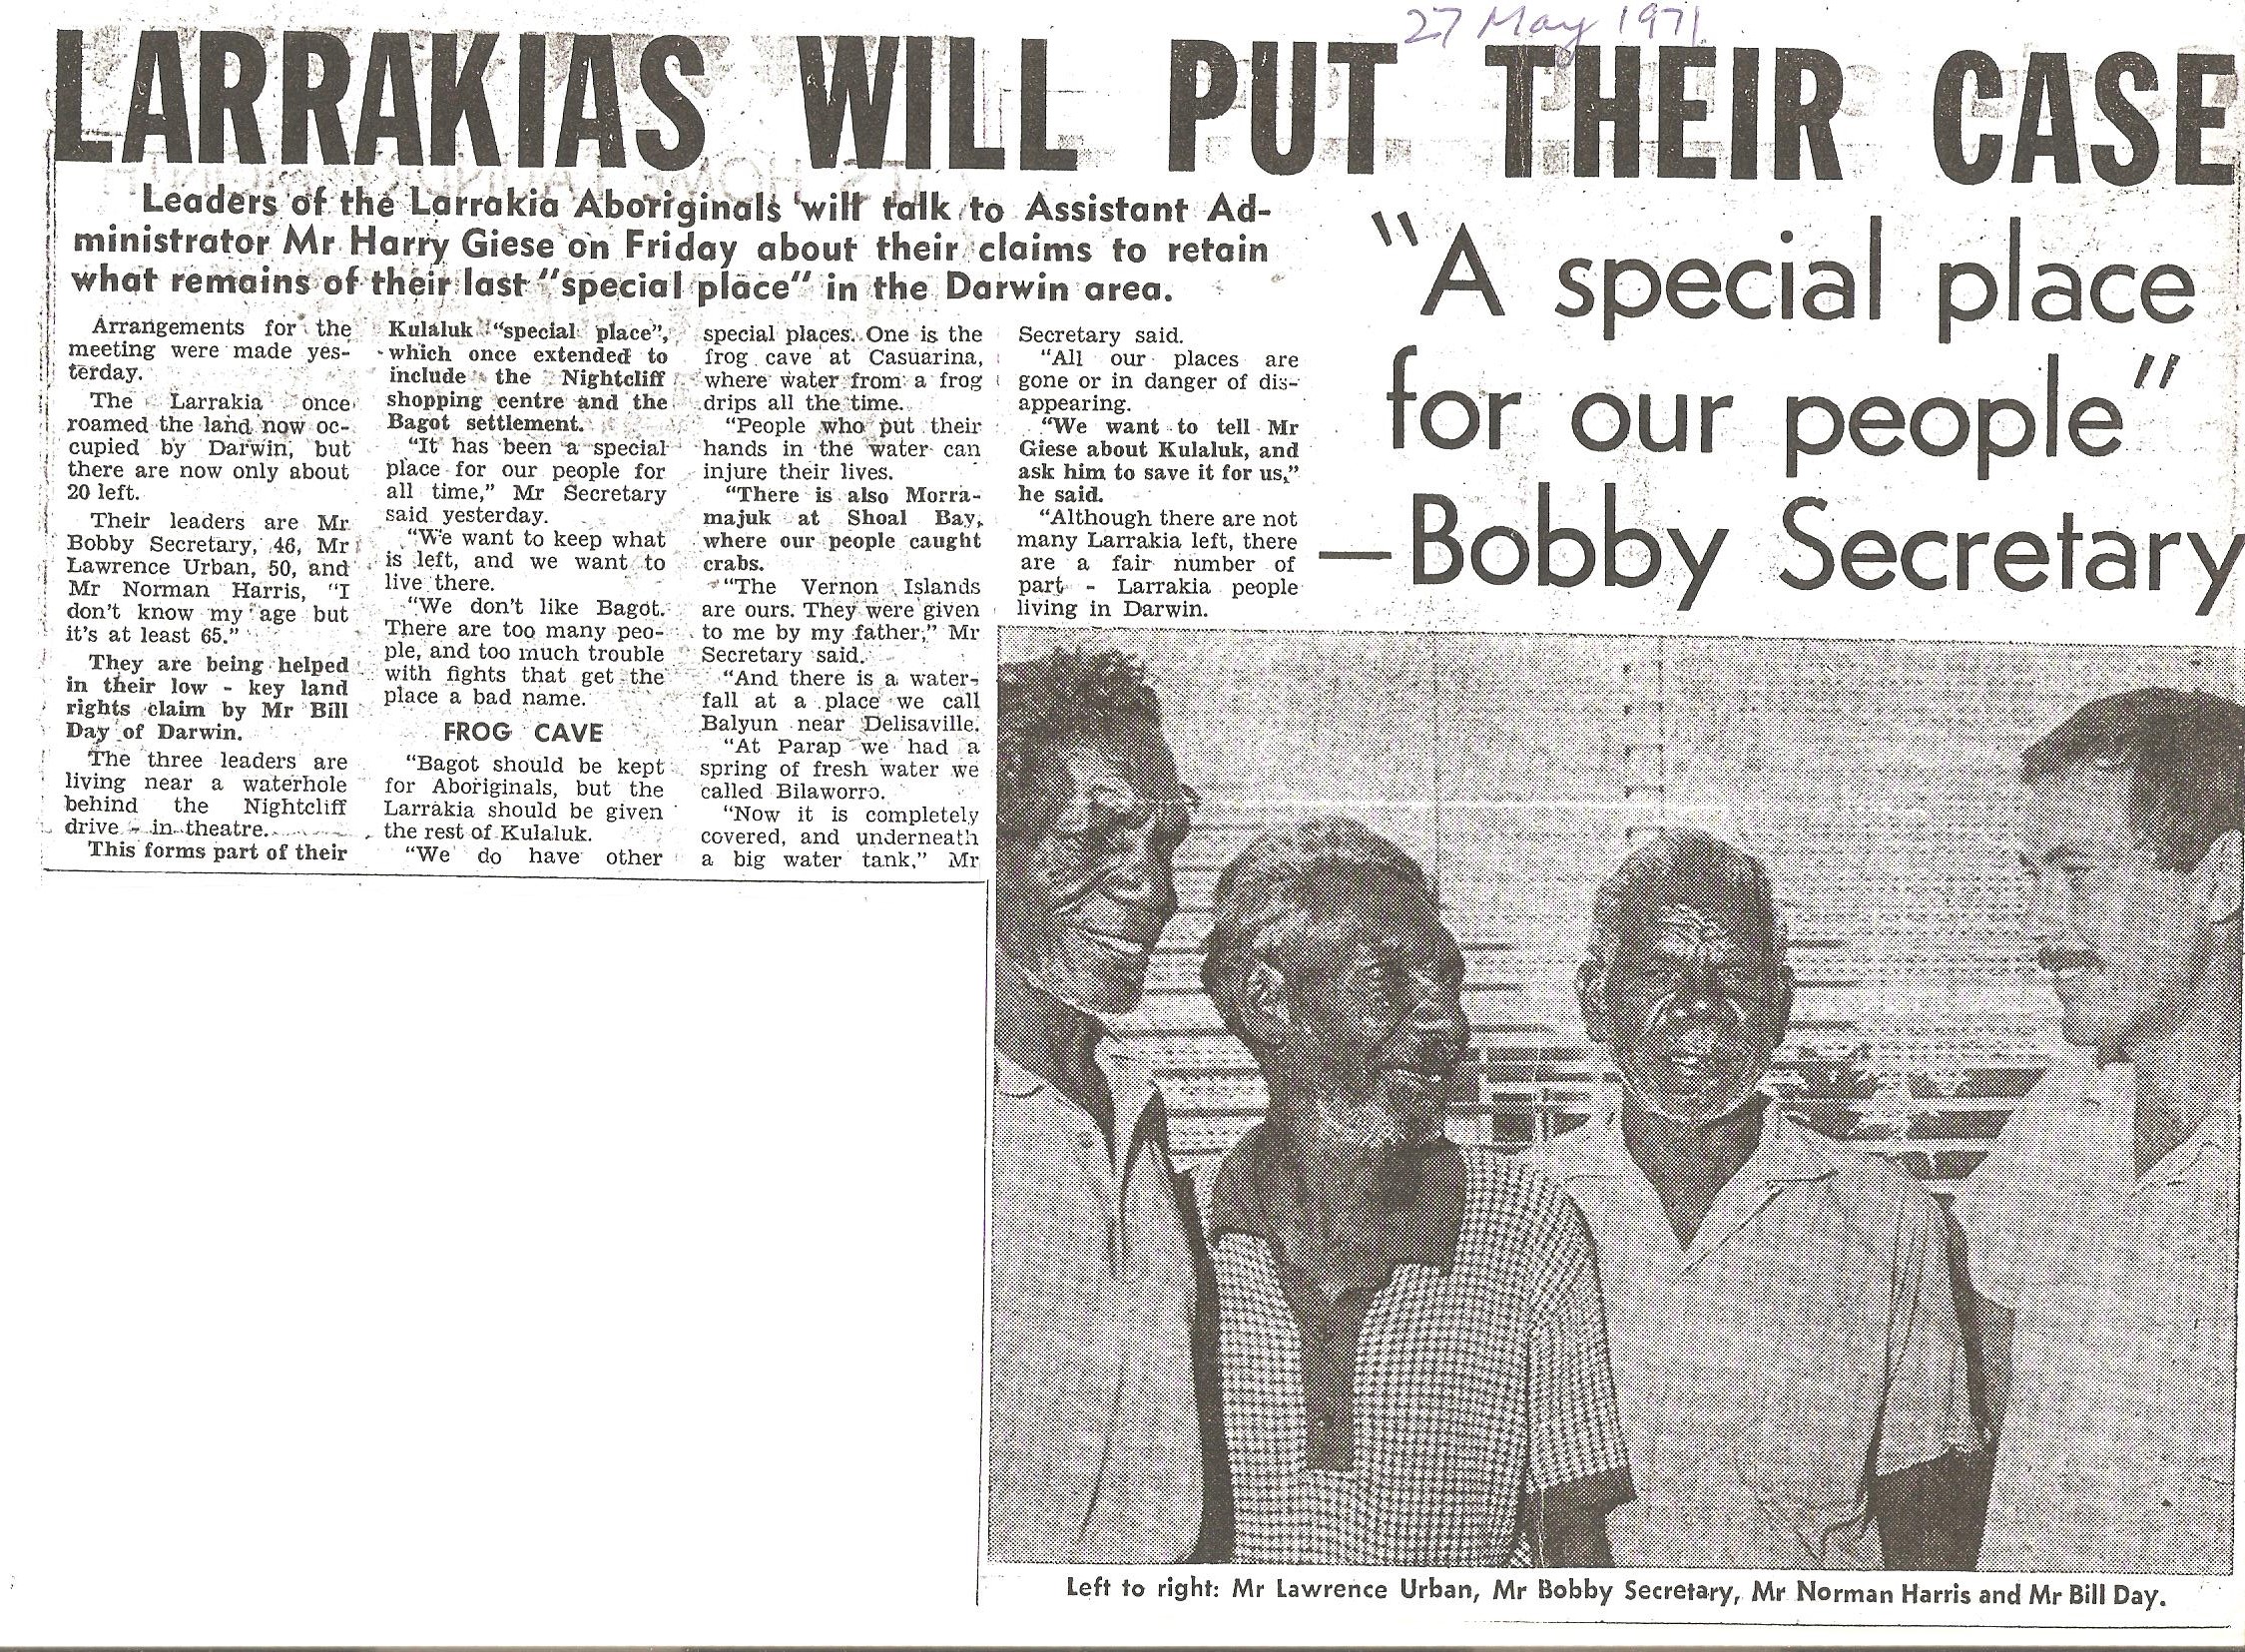 27 May 1971
LARRAKIAS WILL PUT THEIR CASE
Leaders of the Larrakia Aboriginals will talk to Assistant Ad-
ministrator Mr Harry Giese on Friday about their claims to retain
what remains of their last "special place" in the Darwin area.
"A special place
for our people"
—Bobby Secretary
Arrangements for the
meeting were made yes-
terday.
The Larrakia once
roamed the land now oc-
cupied by Darwin, but
there are now only about
20 left.
Their leaders are Mr
Bobby Secretary, 46, Mr
Lawrence Urban, 50, and
Mr Norman Harris, "I
don't know my age but
it's at least 65."
They are being helped
in their low - key land
rights claim by Mr Bill
Day of Darwin.
The three leaders are
living near a waterhole
behind the Nightcliff
drive - in theatre.
This forms part of their
Kulaluk "special place",
which once extended to
include the Nightcliff
shopping centre and the
Bagot settlement.
"It has been a special
place for our people for
all time," Mr Secretary
said yesterday.
"We want to keep what
is left, and we want to
live there.
"We don't like Bagot.
There are too many peo-
ple, and too much trouble
with fights that get the
place a bad name.
FROG CAVE
"Bagot should be kept
for Aboriginals, but the
Larrakia should be given
the rest of Kulaluk.
"We do have other
special places. One is the
frog cave at Casuarina,
where water from a frog
drips all the time.
"People who put their
hands in the water can
injure their lives.
"There is also Morra-
majuk at Shoal Bay,
where our people caught
crabs.
"The Vernon Islands
are ours. They were given
to me by my father," Mr
Secretary said.
"And there is a water-
fall at a place we call
Balyun near Delisaville.
"At Parap we had a
spring of fresh water we
called Bilaworro.
"Now it is completely
covered, and underneath
a big water tank," Mr
Secretary said.
"All our places are
gone or in danger of dis-
appearing.
"We want to tell Mr
Giese about Kulaluk, and
ask him to save it for us,"
he said.
"Although there are not
many Larrakia left, there
are a fair number of
part - Larrakia people
living in Darwin.
Left to right: Mr Lawrence Urban, Mr Bobby Secretary, Mr Norman Harris and Mr Bill Day.